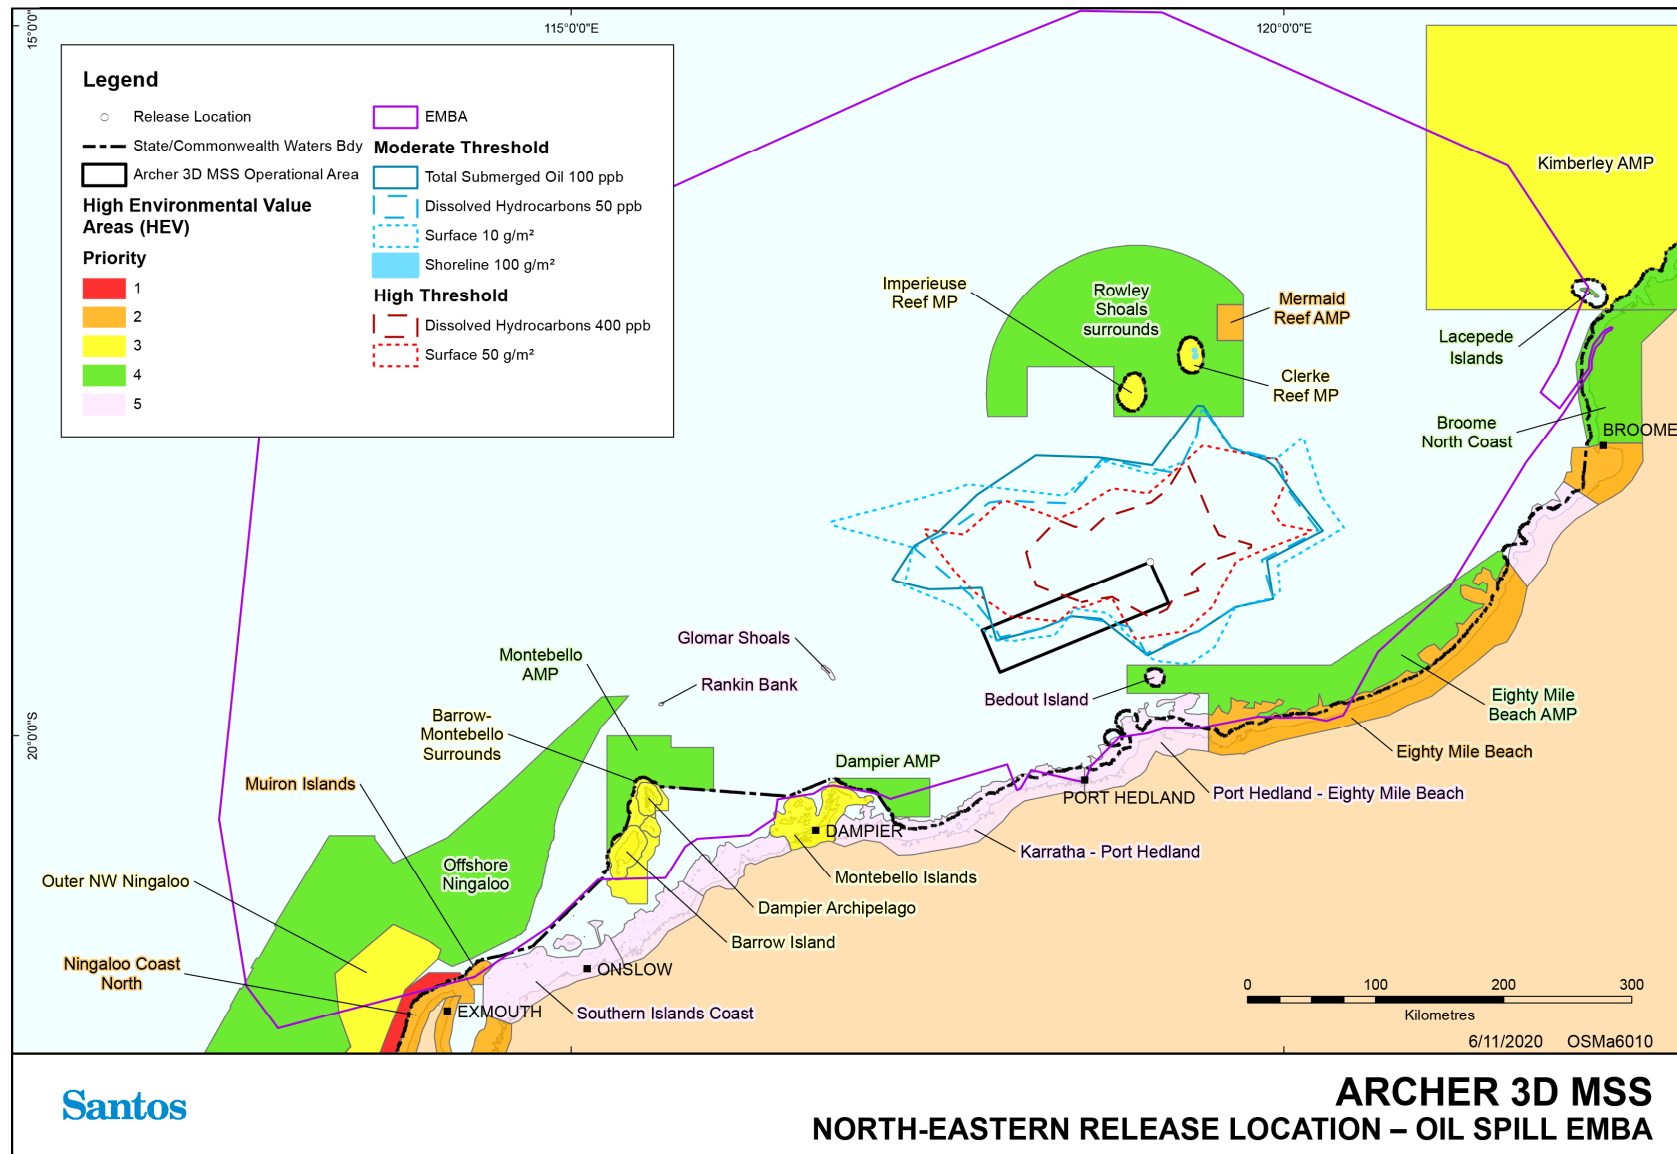 115°0'0"E
120°0'0"E
15°0'0"S
20°0'0"S
Legend
Release Location
State/Commonwealth Waters Bdy
Archer 3D MSS Operational Area
High Environmental Value
Areas (HEV)
Priority
1
2
3
4
5
EMBA
Moderate Threshold
Total Submerged Oil 100 ppb
Dissolved Hydrocarbons 50 ppb
Surface 10 g/m²
Shoreline 100 g/m²
High Threshold
Dissolved Hydrocarbons 400 ppb
Surface 50 g/m²
Kimberley AMP
Imperieuse
Reef MP
Rowley
Shoals
surrounds
Mermaid
Reef AMP
Clerke
Reef MP
Lacepede
Islands
Broome
North Coast
BROOME
Glomar Shoals
Rankin Bank
Montebello
AMP
Barrow-
Montebello
Surrounds
Muiron Islands
Bedout Island
Eighty Mile
Beach AMP
Eighty Mile Beach
Dampier AMP
PORT HEDLAND
Port Hedland - Eighty Mile Beach
DAMPIER
Karratha - Port Hedland
Offshore
Ningaloo
Outer NW Ningaloo
Montebello Islands
Dampier Archipelago
Barrow Island
Ningaloo Coast
North
ONSLOW
EXMOUTH
Southern Islands Coast
0 100 200 300
Kilometres
6/11/2020 OSMa6010
Santos
ARCHER 3D MSS
NORTH-EASTERN RELEASE LOCATION – OIL SPILL EMBA